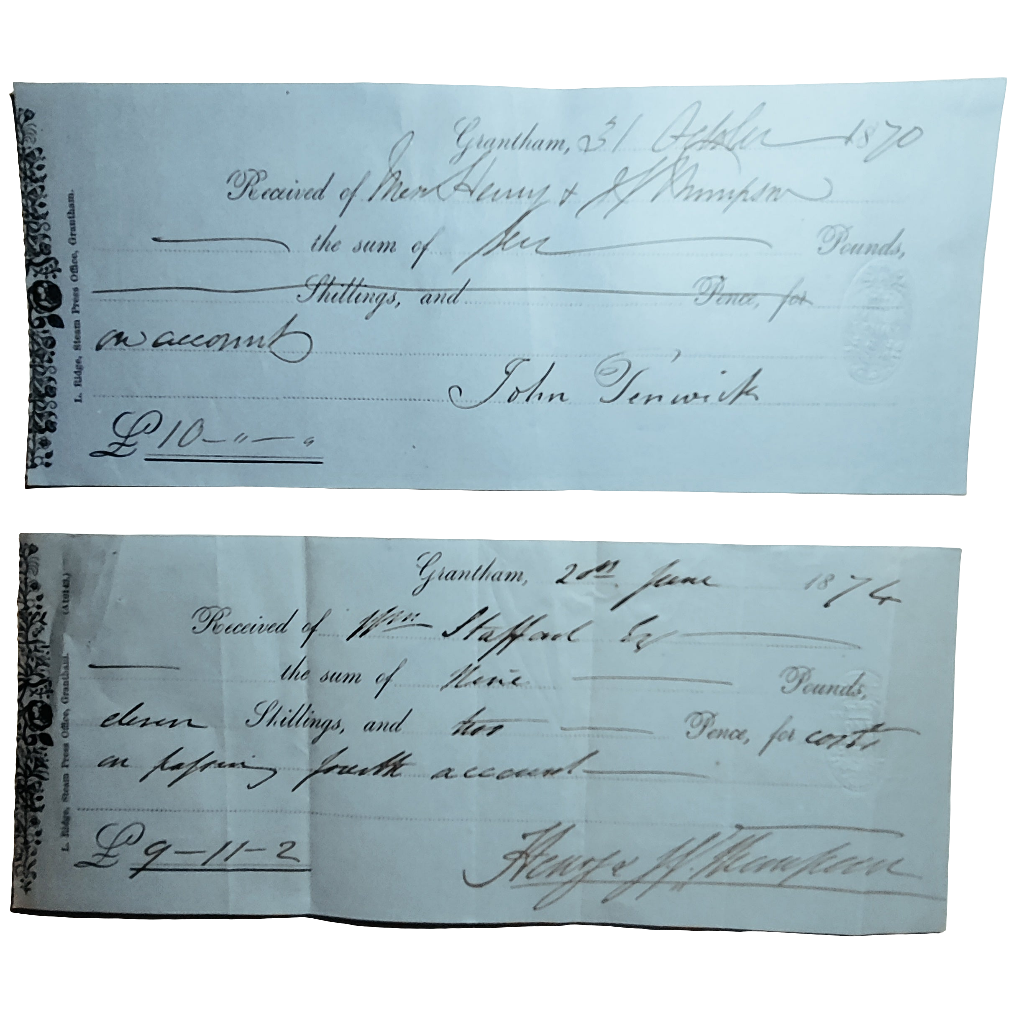 Grantham, 31 October 1870
Received of Messrs Henry & H Thimpson
the sum of ten Pounds,
Shillings, and Pence, for
on account
John Fenwick
£ 10 - " - "
L. Ridge, Steam Press Office, Grantham.
Grantham, 20th June 1874
Received of Wm Stafford Esq
the sum of Nine Pounds,
eleven Shillings, and two Pence, for costs
on passing fourth account
£ 9-11-2
Henry & H. Thimpson
L. Ridge, Steam Press Office, Grantham.